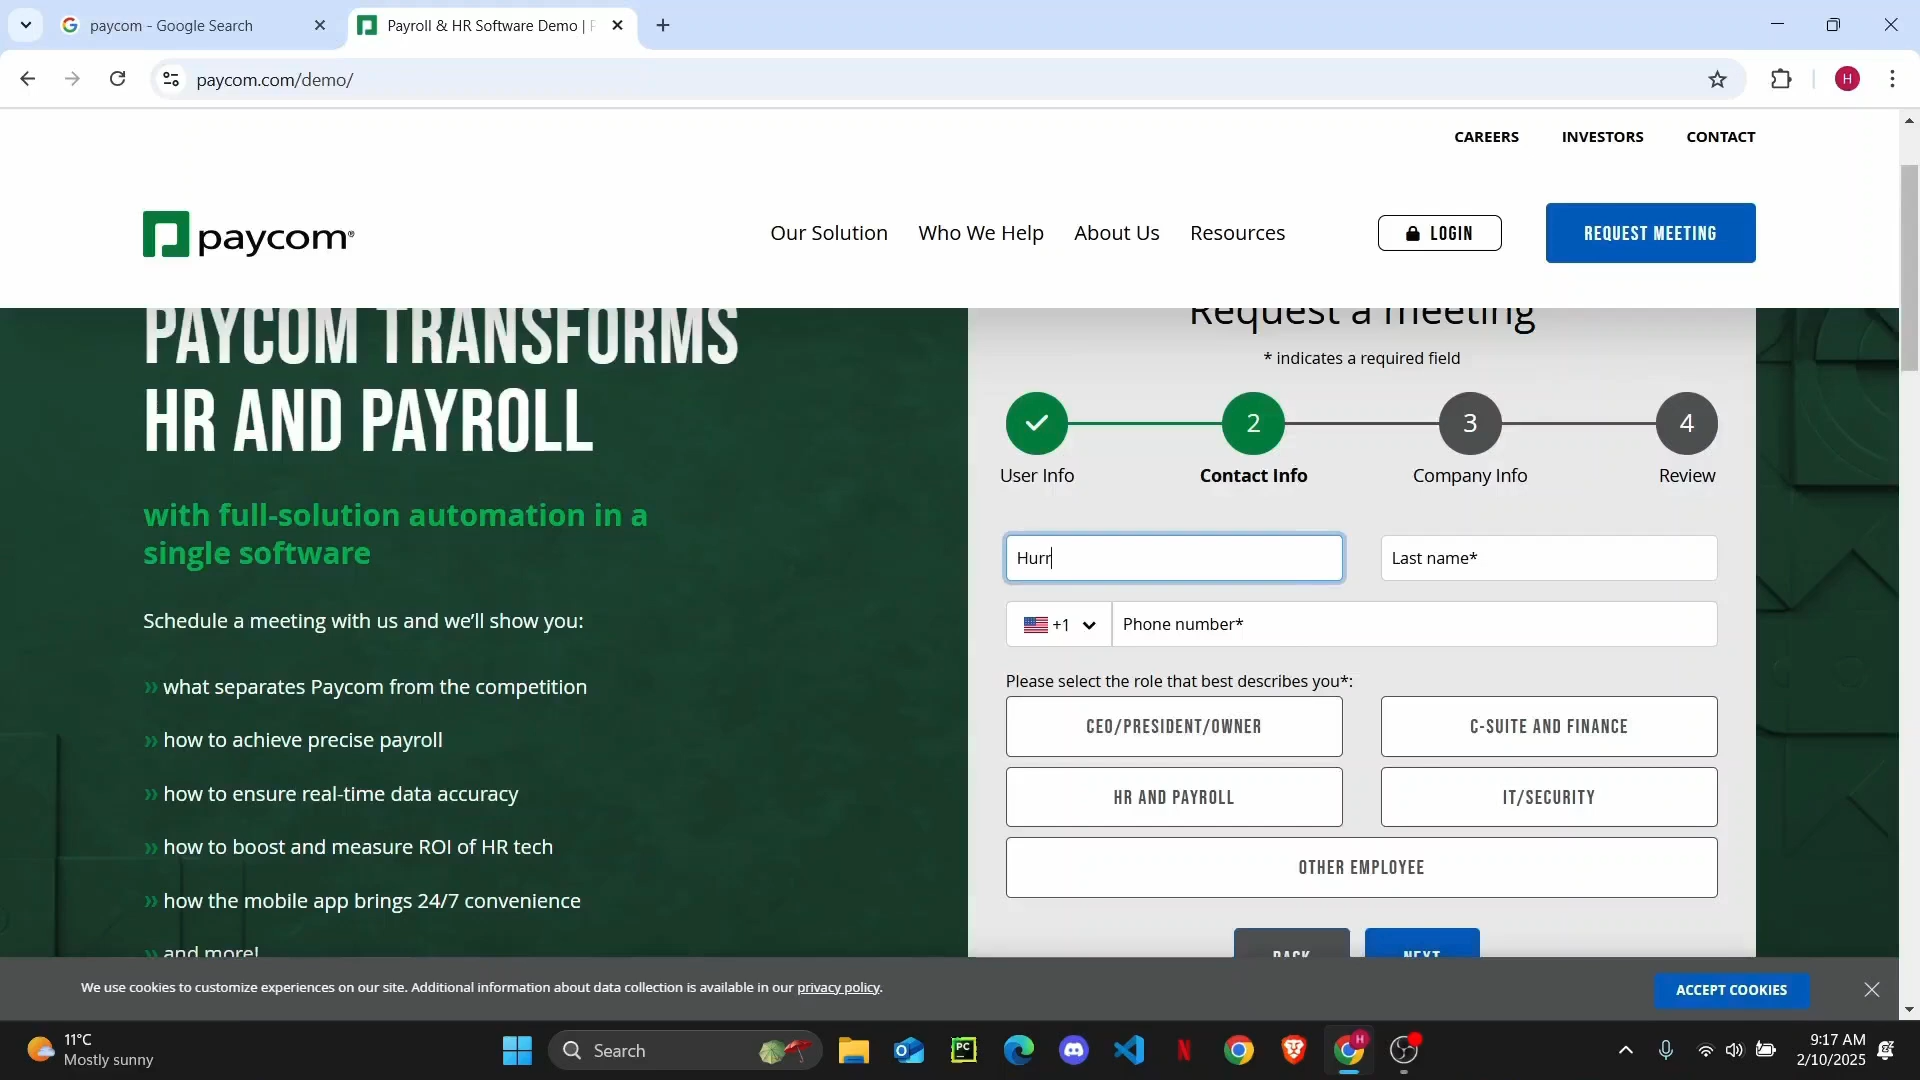 paycom - Google Search
Payroll & HR Software Demo |
paycom.com/demo/
H
CAREERS
INVESTORS
CONTACT
paycom®
Our Solution
Who We Help
About Us
Resources
LOGIN
REQUEST MEETING
PAYCOM TRANSFORMS
HR AND PAYROLL
with full-solution automation in a
single software
Schedule a meeting with us and we'll show you:
» what separates Paycom from the competition
» how to achieve precise payroll
» how to ensure real-time data accuracy
» how to boost and measure ROI of HR tech
» how the mobile app brings 24/7 convenience
» and more!
Request a meeting
* indicates a required field
2
3
4
User Info
Contact Info
Company Info
Review
Hurr
Last name*
+1
Phone number*
Please select the role that best describes you*:
CEO/PRESIDENT/OWNER
C-SUITE AND FINANCE
HR AND PAYROLL
IT/SECURITY
OTHER EMPLOYEE
BACK
NEXT
We use cookies to customize experiences on our site. Additional information about data collection is available in our privacy policy.
ACCEPT COOKIES
11°C
Mostly sunny
Search
PC
H
9:17 AM
2/10/2025